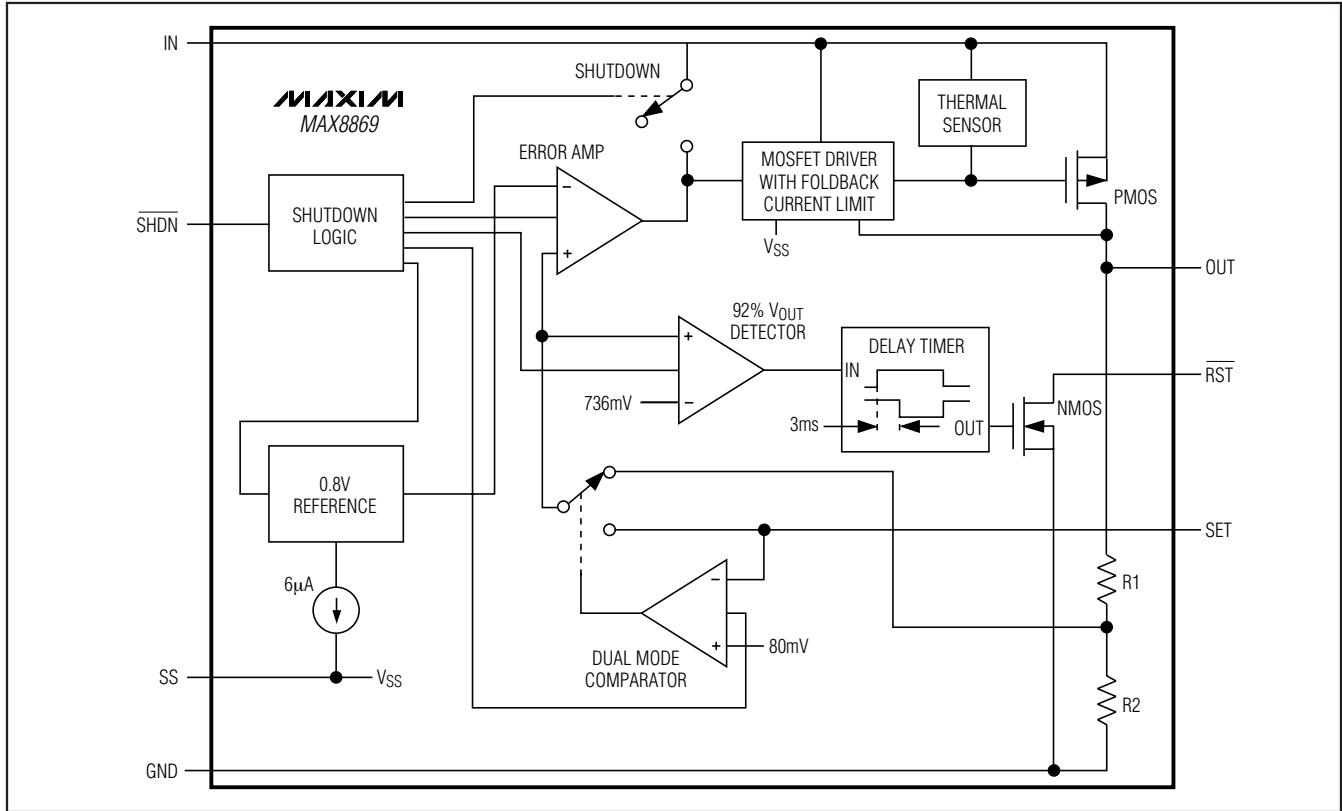 IN
SHUTDOWN
MAXIM
MAX8869
THERMAL
SENSOR
ERROR AMP
MOSFET DRIVER
WITH FOLDBACK
CURRENT LIMIT
−
+
PMOS
SHDN
SHUTDOWN
LOGIC
VSS
OUT
92% VOUT
DETECTOR
DELAY TIMER
+
−
IN
RST
736mV
3ms
OUT
NMOS
0.8V
REFERENCE
SET
6μA
−
+
80mV
R1
DUAL MODE
COMPARATOR
SS
VSS
R2
GND